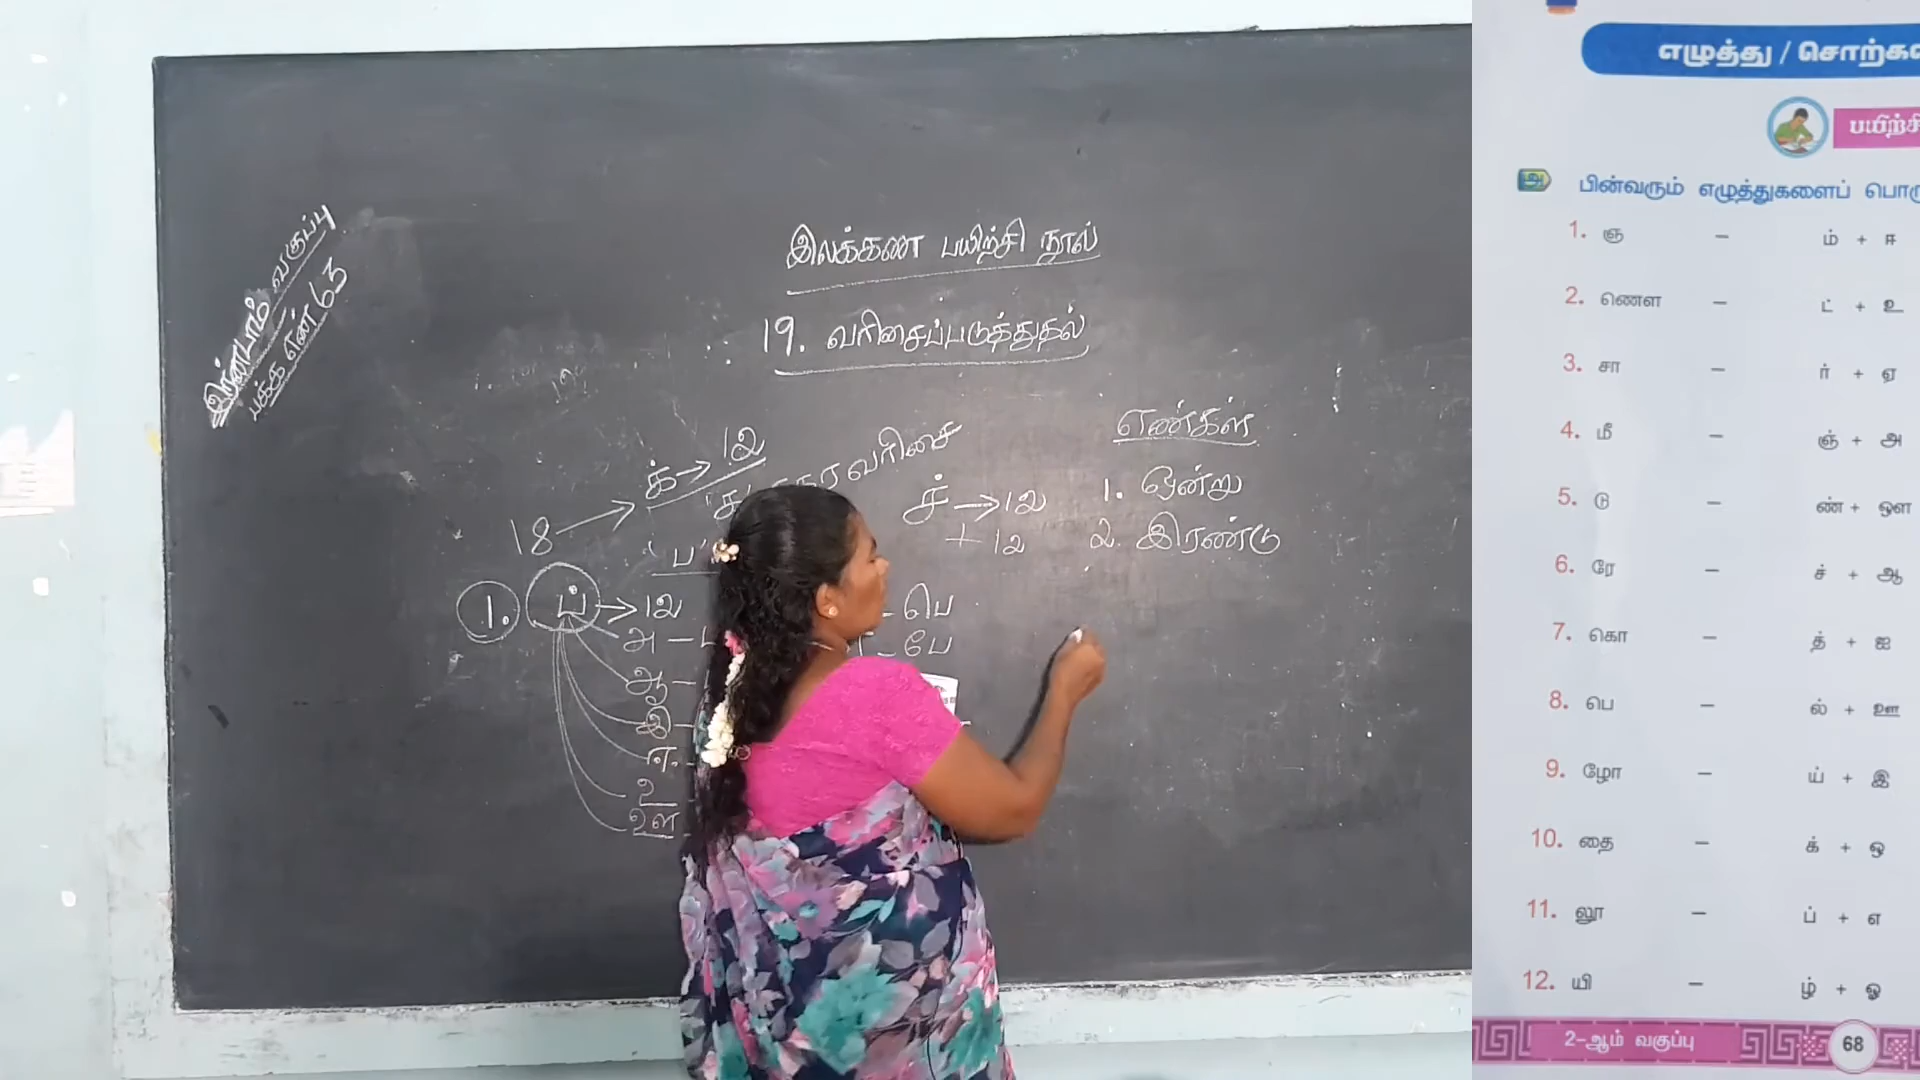 இரண்டாம் வகுப்பு
பக்க எண் 63
இலக்கண பயிற்சி நூல்
19. வரிசைப்படுத்துதல்
க் → 12
18 →
வரிசை
ச் → 12
+ 12
எண்கள்
1. ஒன்று
2. இரண்டு
'ப'
1. ப் → 12
அ –
ஆ –
இ –
ஈ –
உ
ஊ –
– பெ
– பே
எழுத்து /
அ பின்வரும் எழுத்துகளைப்
1. ஞ – ம் + ஈ
2. ணௌ – ட் + உ
3. சா – ர் + ஏ
4. மீ – ஞ் + அ
5. டு – ண் + ஔ
6. ரே – ச் + ஆ
7. கொ – த் + ஐ
8. பெ – ல் + ஊ
9. ழோ – ய் + இ
10. தை – க் + ஒ
11. லூ – ப் + எ
12. யி – ழ் + ஓ
2-ஆம் வகுப்பு 68